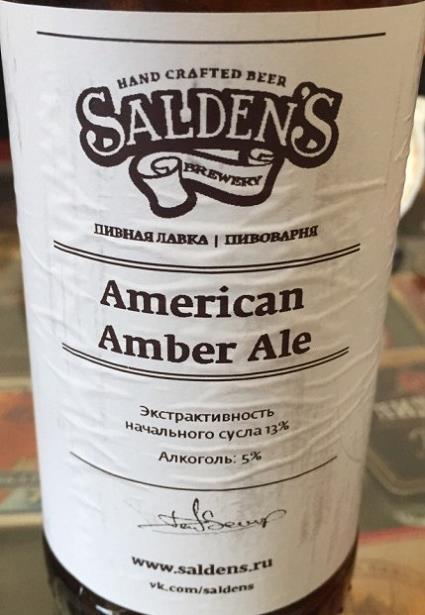 HAND CRAFTED BEER
SALDEN'S
BREWERY
ПИВНАЯ ЛАВКА | ПИВОВАРНЯ
American
Amber Ale
Экстрактивность
начального сусла 13%
Алкоголь: 5%
www.saldens.ru
vk.com/saldens